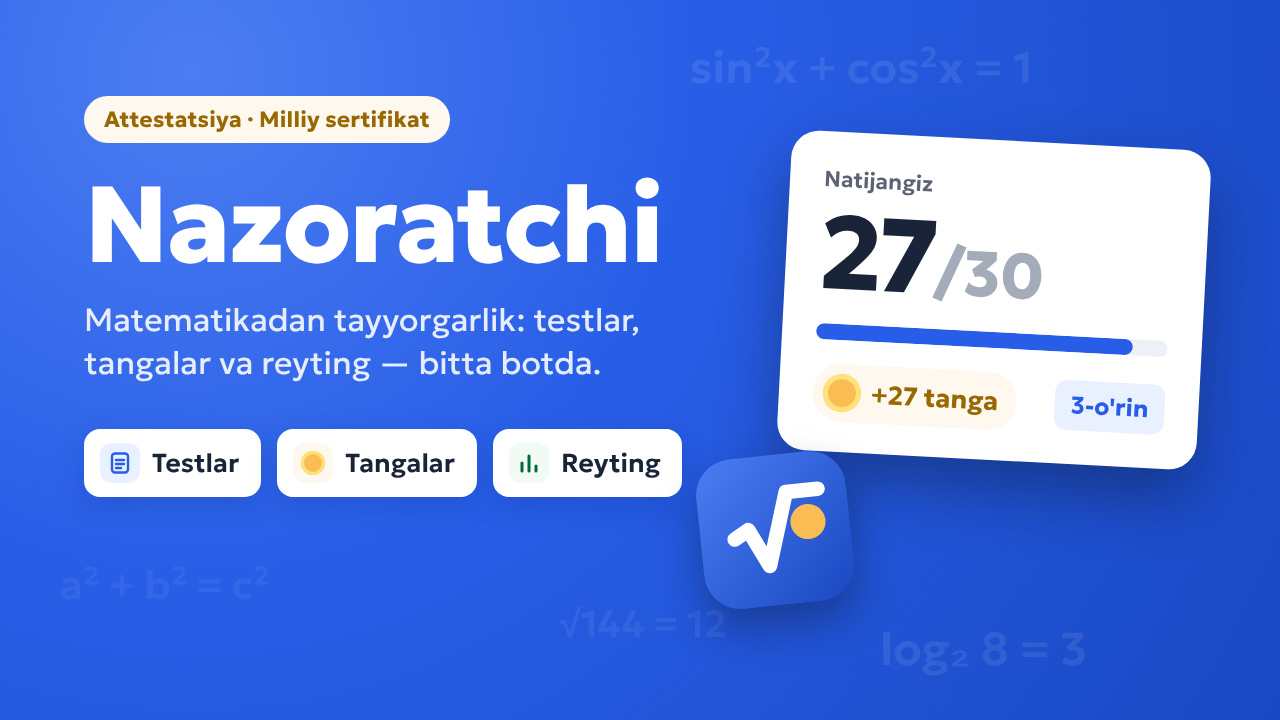 sin²x + cos²x = 1
Attestatsiya · Milliy sertifikat
Nazoratchi
Matematikadan tayyorgarlik: testlar,
tangalar va reyting — bitta botda.
Testlar
Tangalar
Reyting
Natijangiz
27/30
+27 tanga
3-o'rin
√
a² + b² = c²
√144 = 12
log₂ 8 = 3